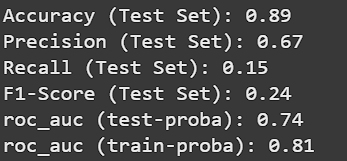 Accuracy (Test Set): 0.89
Precision (Test Set): 0.67
Recall (Test Set): 0.15
F1-Score (Test Set): 0.24
roc_auc (test-proba): 0.74
roc_auc (train-proba): 0.81